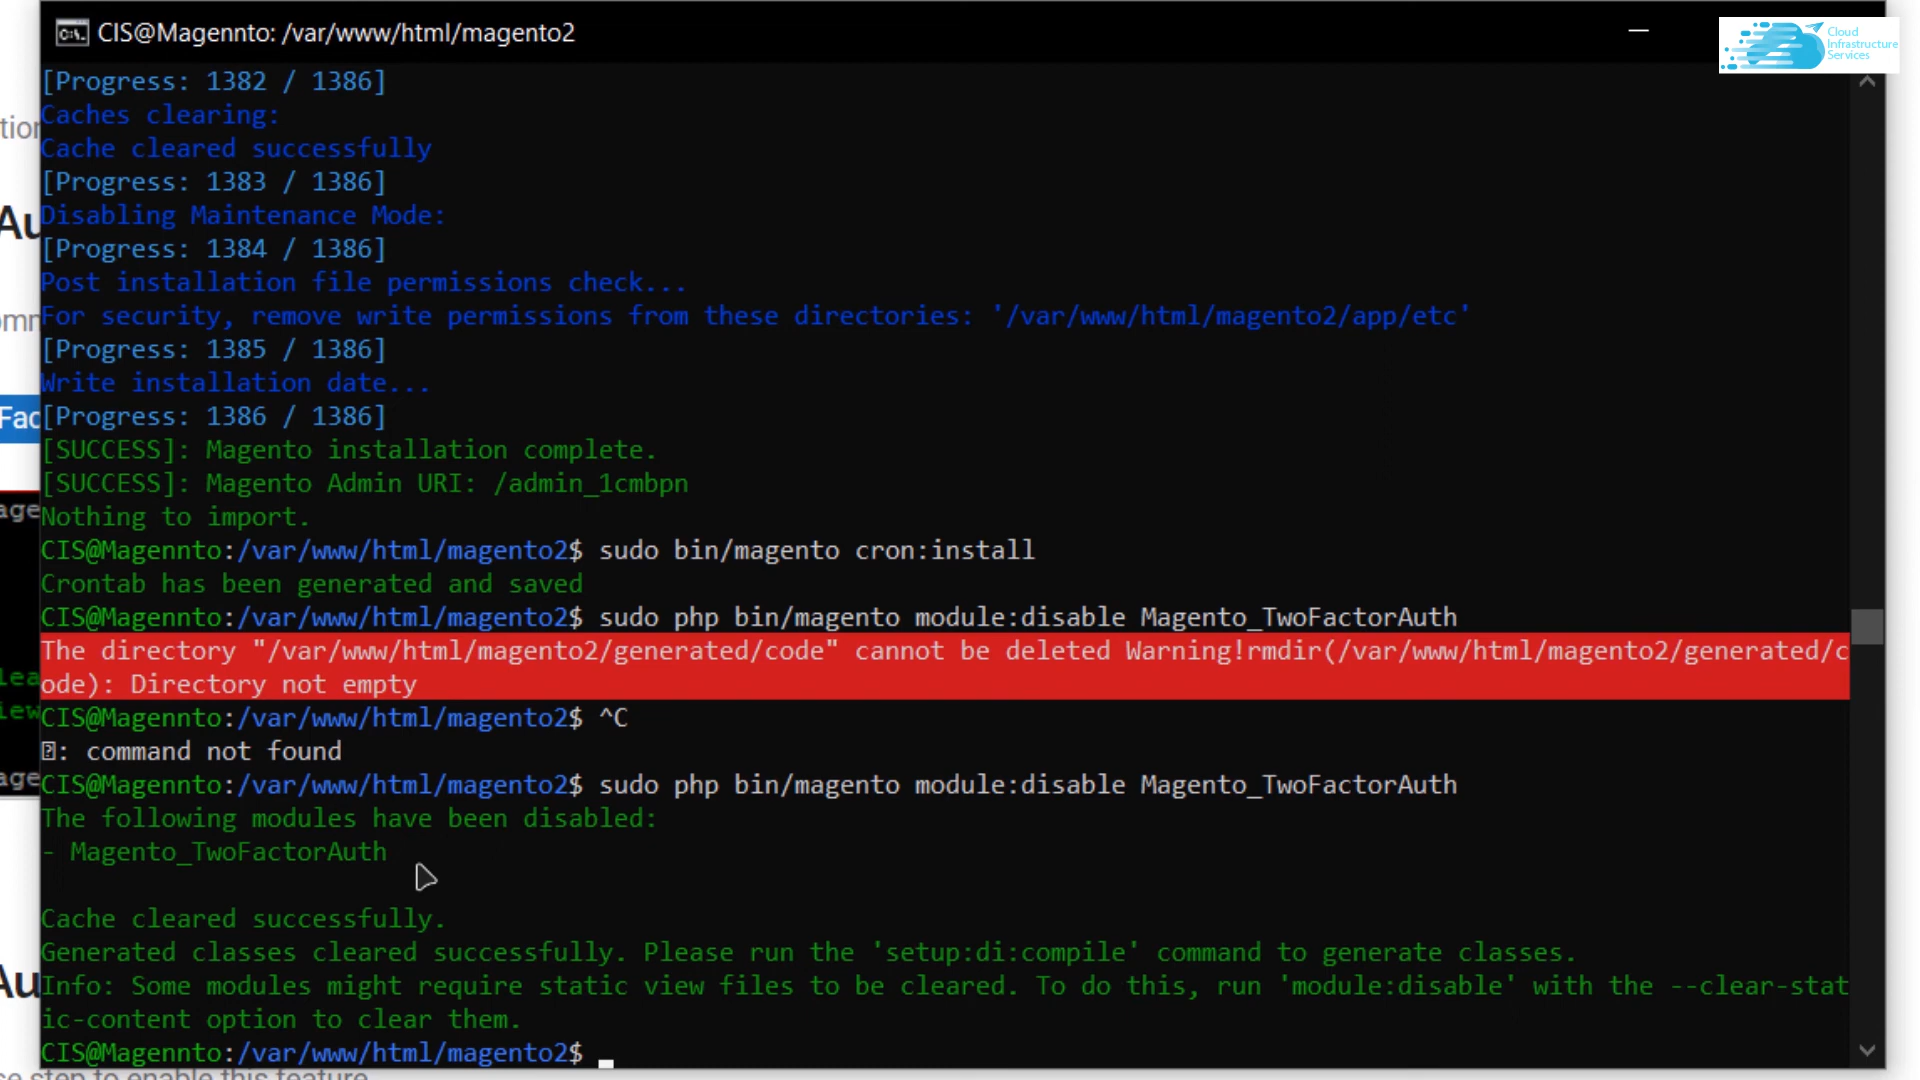 CIS@Magennto: /var/www/html/magento2
Cloud
Infrastructure
Services
[Progress: 1382 / 1386]
Caches clearing:
Cache cleared successfully
[Progress: 1383 / 1386]
Disabling Maintenance Mode:
[Progress: 1384 / 1386]
Post installation file permissions check...
For security, remove write permissions from these directories: '/var/www/html/magento2/app/etc'
[Progress: 1385 / 1386]
Write installation date...
[Progress: 1386 / 1386]
[SUCCESS]: Magento installation complete.
[SUCCESS]: Magento Admin URI: /admin_1cmbpn
Nothing to import.
CIS@Magennto:/var/www/html/magento2$ sudo bin/magento cron:install
Crontab has been generated and saved
CIS@Magennto:/var/www/html/magento2$ sudo php bin/magento module:disable Magento_TwoFactorAuth
The directory "/var/www/html/magento2/generated/code" cannot be deleted Warning!rmdir(/var/www/html/magento2/generated/c
ode): Directory not empty
CIS@Magennto:/var/www/html/magento2$ ^C
: command not found
CIS@Magennto:/var/www/html/magento2$ sudo php bin/magento module:disable Magento_TwoFactorAuth
The following modules have been disabled:
- Magento_TwoFactorAuth
Cache cleared successfully.
Generated classes cleared successfully. Please run the 'setup:di:compile' command to generate classes.
Info: Some modules might require static view files to be cleared. To do this, run 'module:disable' with the --clear-stat
ic-content option to clear them.
CIS@Magennto:/var/www/html/magento2$
step to enable this feature